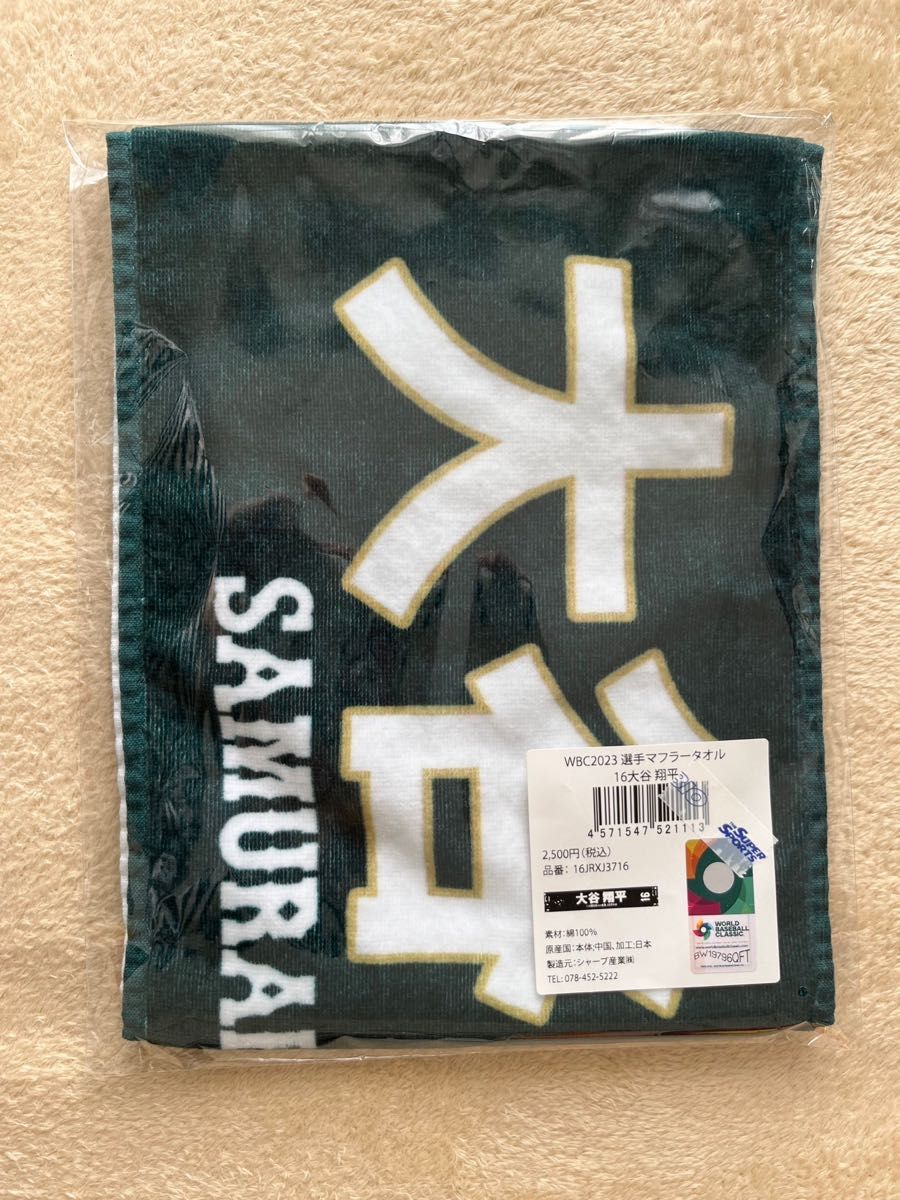 大谷
SAMURAI
WBC2023 選手マフラータオル
16大谷 翔平
4 571547 521113
2,500円(税込)
品番: 16JRXJ3716
大谷 翔平 16
素材:綿100%
原産国:本体;中国、加工;日本
製造元:シャープ産業㈱
TEL: 078-452-5222
THE SUPER SPORTS
WORLD
BASEBALL
CLASSIC
BW19796QFT